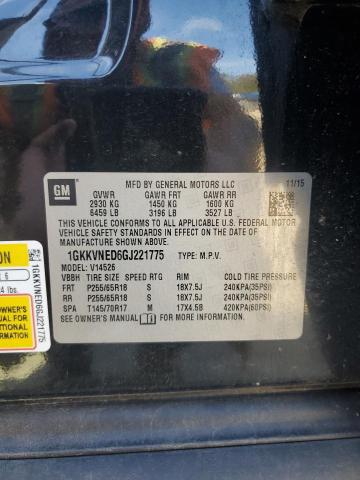 GM
MFD BY GENERAL MOTORS LLC
11/15
GVWR GAWR FRT GAWR RR
2930 KG 1450 KG 1600 KG
6459 LB 3196 LB 3527 LB
THIS VEHICLE CONFORMS TO ALL APPLICABLE U.S. FEDERAL MOTOR
VEHICLE SAFETY STANDARDS IN EFFECT ON THE DATE OF
MANUFACTURE SHOWN ABOVE.
1GKKVNED6GJ221775 TYPE: M.P.V.
MODEL: V14526
VBBH TIRE SIZE SPEED RTG RIM COLD TIRE PRESSURE
FRT P255/65R18 S 18X7.5J 240KPA(35PSI)
RR P255/65R18 S 18X7.5J 240KPA(35PSI)
SPA T145/70R17 M 17X4.5B 420KPA(60PSI)
SEE OWNER'S MANUAL FOR MORE INFORMATION.
ION
6
lbs.
OWNER'S
1GKKVNED6GJ221775